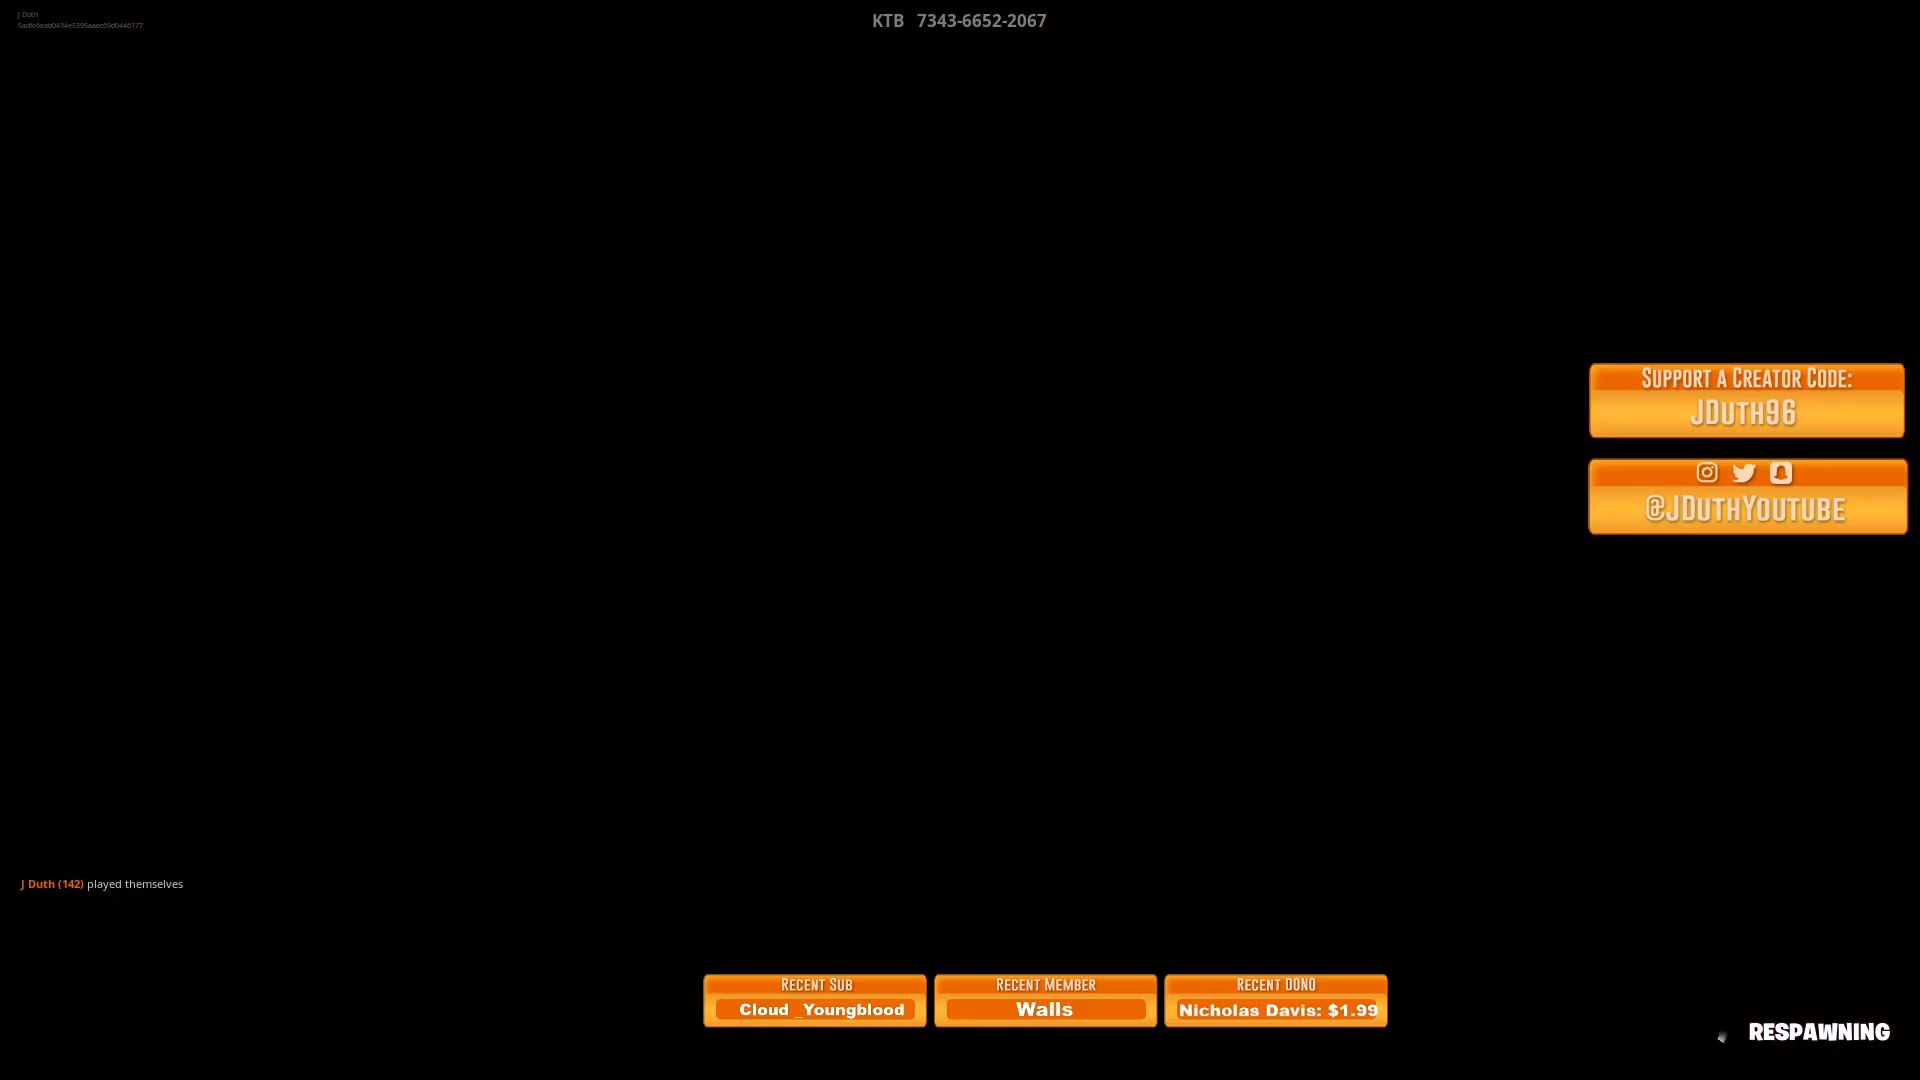 J Duth
KTB 7343-6652-2067
SUPPORT A CREATOR CODE:
JDUTH96
@JDUTHYOUTUBE
J Duth (142) played themselves
RECENT SUB
Cloud _Youngblood
RECENT MEMBER
Walls
RECENT DONO
Nicholas Davis: $1.99
RESPAWNING